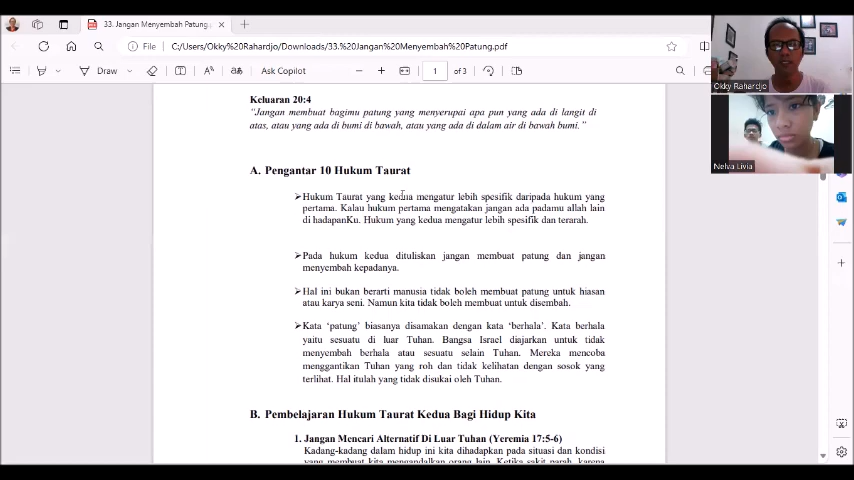 33. Jangan Menyembah Patung.
File
C:/Users/Okky%20Rahardjo/Downloads/33.%20Jangan%20Menyembah%20Patung.pdf
Draw
Ask Copilot
1 of 3
Okky Rahardjo
Nelva Livia
Keluaran 20:4
“Jangan membuat bagimu patung yang menyerupai apa pun yang ada di langit di
atas, atau yang ada di bumi di bawah, atau yang ada di dalam air di bawah bumi.”
A. Pengantar 10 Hukum Taurat
➢Hukum Taurat yang kedua mengatur lebih spesifik daripada hukum yang
pertama. Kalau hukum pertama mengatakan jangan ada padamu allah lain
di hadapanKu. Hukum yang kedua mengatur lebih spesifik dan terarah.
➢Pada hukum kedua dituliskan jangan membuat patung dan jangan
menyembah kepadanya.
➢Hal ini bukan berarti manusia tidak boleh membuat patung untuk hiasan
atau karya seni. Namun kita tidak boleh membuat untuk disembah.
➢Kata ‘patung’ biasanya disamakan dengan kata ‘berhala’. Kata berhala
yaitu sesuatu di luar Tuhan. Bangsa Israel diajarkan untuk tidak
menyembah berhala atau sesuatu selain Tuhan. Mereka mencoba
menggantikan Tuhan yang roh dan tidak kelihatan dengan sosok yang
terlihat. Hal itulah yang tidak disukai oleh Tuhan.
B. Pembelajaran Hukum Taurat Kedua Bagi Hidup Kita
1. Jangan Mencari Alternatif Di Luar Tuhan (Yeremia 17:5-6)
Kadang-kadang dalam hidup ini kita dihadapkan pada situasi dan kondisi
yang membuat kita mengandalkan orang lain. Ketika sakit parah, karena